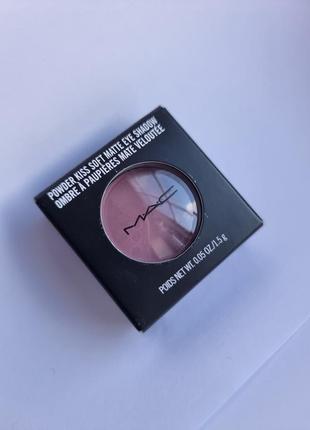 POWDER KISS SOFT MATTE EYE SHADOW
OMBRE À PAUPIÈRES MATE VELOUTÉE
MAC
POIDS NET WT. 0.05 OZ/1.5 g